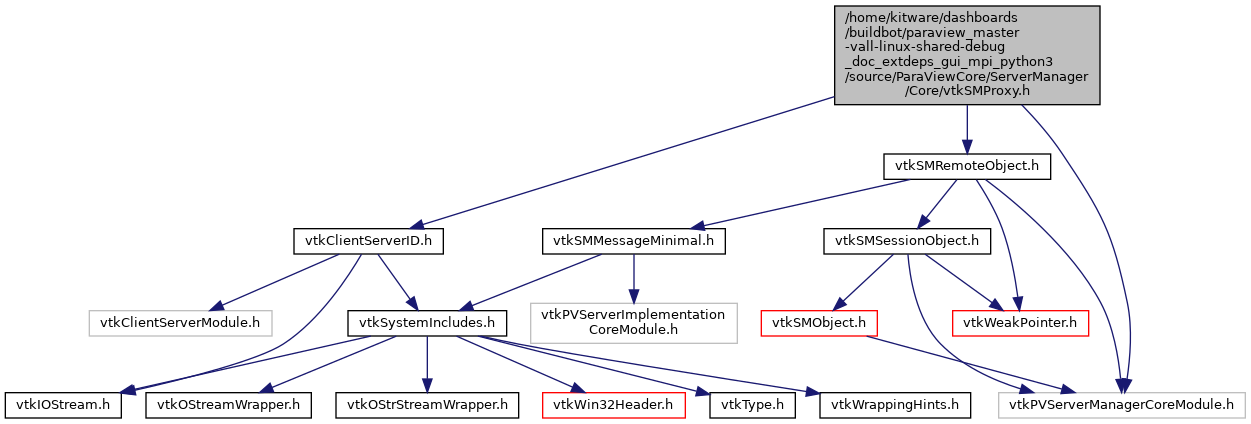 /home/kitware/dashboards
/buildbot/paraview_master
-vall-linux-shared-debug
_doc_extdeps_gui_mpi_python3
/source/ParaViewCore/ServerManager
/Core/vtkSMProxy.h
vtkSMRemoteObject.h
vtkClientServerID.h
vtkSMMessageMinimal.h
vtkSMSessionObject.h
vtkClientServerModule.h
vtkSystemIncludes.h
vtkPVServerImplementation
CoreModule.h
vtkSMObject.h
vtkWeakPointer.h
vtkIOStream.h
vtkOStreamWrapper.h
vtkOStrStreamWrapper.h
vtkWin32Header.h
vtkType.h
vtkWrappingHints.h
vtkPVServerManagerCoreModule.h